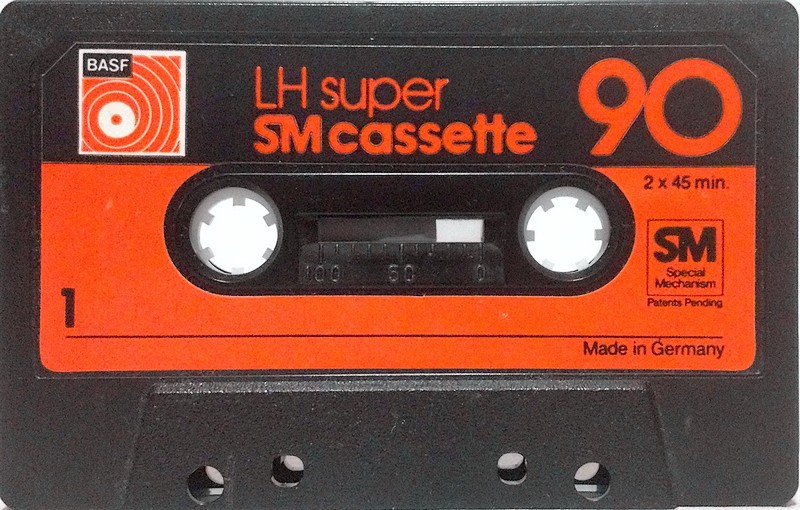 BASF
LH super
SM cassette
90
2 x 45 min.
100 50 0
SM
Special
Mechanism
Patents Pending
1
Made in Germany